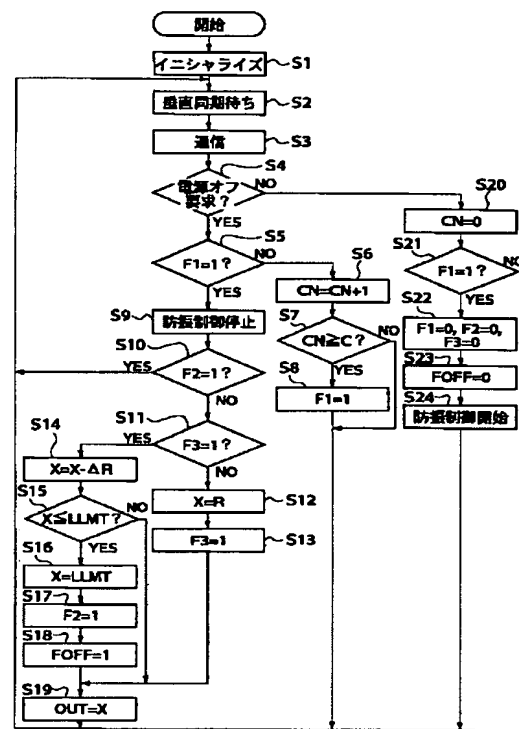 開始
イニシャライズ
S1
垂直同期待ち
S2
通信
S3
S4
電源オフ
要求？
NO
YES
S5
F1=1？
NO
YES
S6
CN=CN+1
S7
CN≧C？
NO
YES
S8
F1=1
S9
防振制御停止
S10
F2=1？
YES
NO
S11
F3=1？
YES
NO
S12
X=R
S13
F3=1
S14
X=X-ΔR
S15
X≦LLMT？
NO
YES
S16
X=LLMT
S17
F2=1
S18
FOFF=1
S19
OUT=X
S20
CN=0
S21
F1=1？
NO
YES
S22
F1=0, F2=0,
F3=0
S23
FOFF=0
S24
防振制御開始